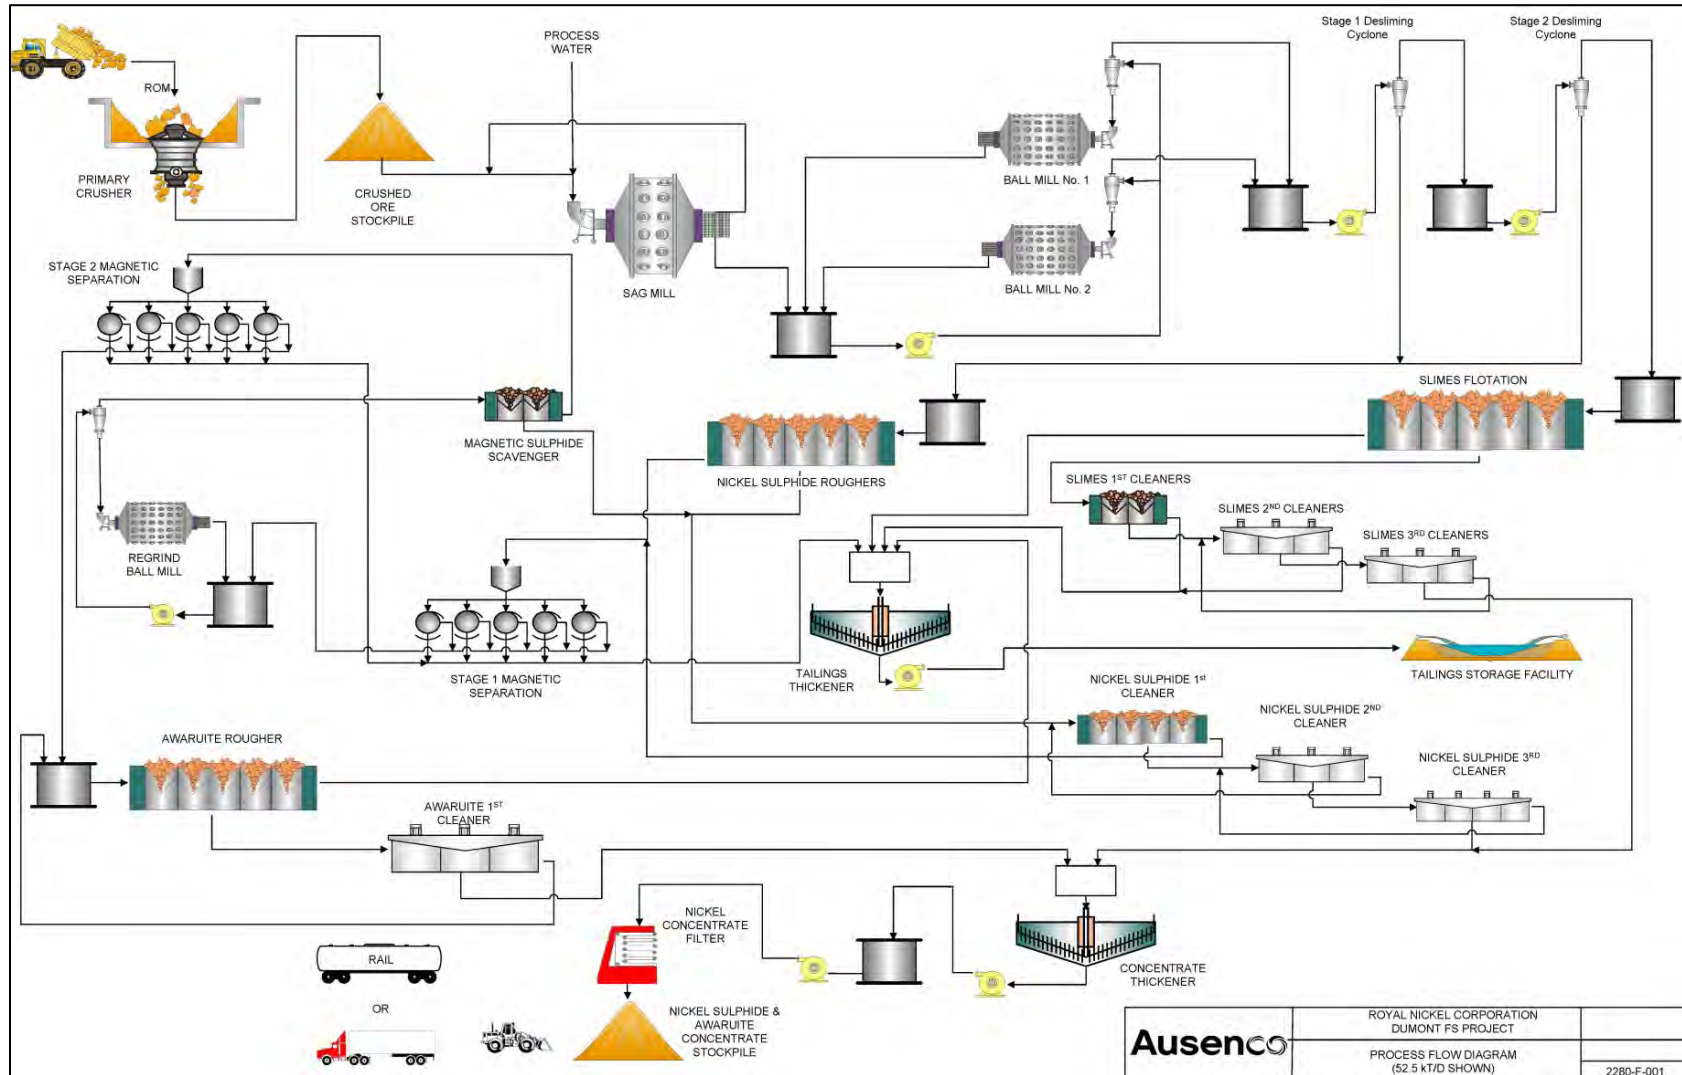 Stage 1 Desliming
Cyclone
Stage 2 Desliming
Cyclone
PROCESS
WATER
ROM
PRIMARY
CRUSHER
CRUSHED
ORE
STOCKPILE
SAG MILL
BALL MILL No. 1
BALL MILL No. 2
STAGE 2 MAGNETIC
SEPARATION
MAGNETIC SULPHIDE
SCAVENGER
NICKEL SULPHIDE ROUGHERS
SLIMES FLOTATION
SLIMES 1ST CLEANERS
SLIMES 2ND CLEANERS
SLIMES 3RD CLEANERS
REGRIND
BALL MILL
STAGE 1 MAGNETIC
SEPARATION
TAILINGS
THICKENER
TAILINGS STORAGE FACILITY
NICKEL SULPHIDE 1st
CLEANER
NICKEL SULPHIDE 2ND
CLEANER
NICKEL SULPHIDE 3RD
CLEANER
AWARUITE ROUGHER
AWARUITE 1ST
CLEANER
NICKEL
CONCENTRATE
FILTER
CONCENTRATE
THICKENER
RAIL
OR
NICKEL SULPHIDE &
AWARUITE
CONCENTRATE
STOCKPILE
Ausenco
ROYAL NICKEL CORPORATION
DUMONT FS PROJECT
PROCESS FLOW DIAGRAM
(52.5 kT/D SHOWN)
2280-F-001